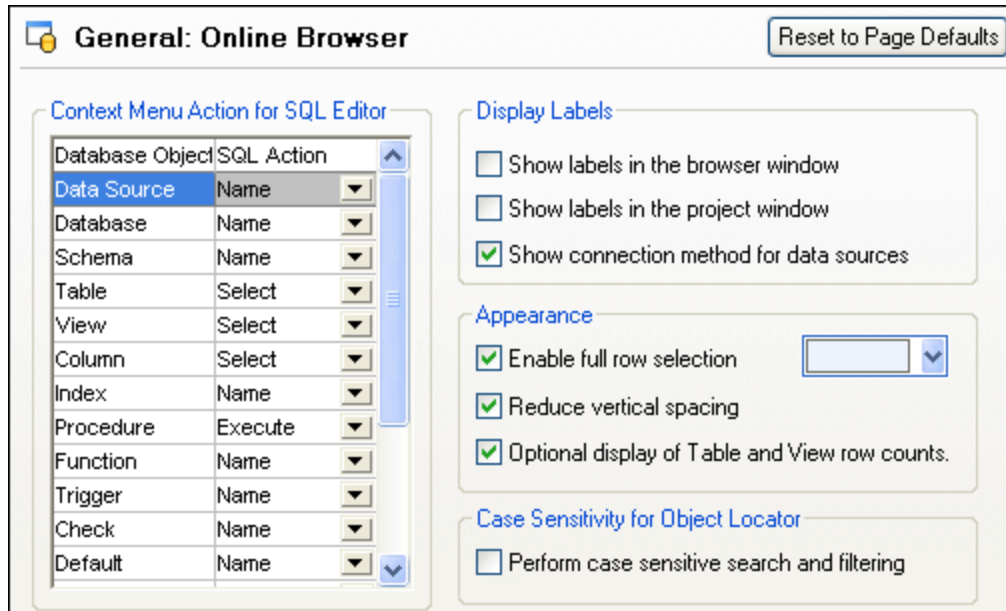 General: Online Browser
Reset to Page Defaults
Context Menu Action for SQL Editor
Database Object SQL Action
Data Source Name
Database Name
Schema Name
Table Select
View Select
Column Select
Index Name
Procedure Execute
Function Name
Trigger Name
Check Name
Default Name
Display Labels
Show labels in the browser window
Show labels in the project window
Show connection method for data sources
Appearance
Enable full row selection
Reduce vertical spacing
Optional display of Table and View row counts.
Case Sensitivity for Object Locator
Perform case sensitive search and filtering